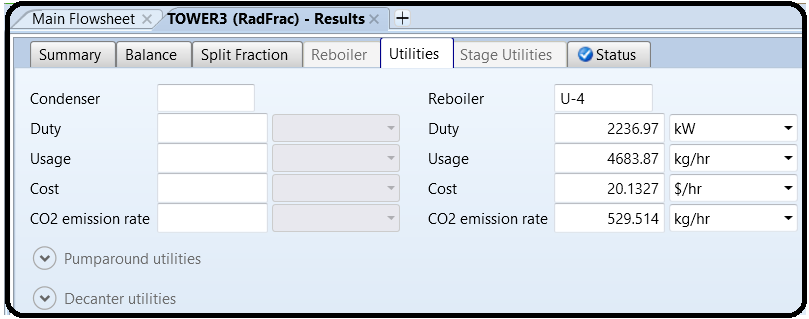 Main Flowsheet × TOWER3 (RadFrac) - Results × +
Summary Balance Split Fraction Reboiler Utilities Stage Utilities Status
Condenser Reboiler U-4
Duty Duty 2236.97 kW
Usage Usage 4683.87 kg/hr
Cost Cost 20.1327 $/hr
CO2 emission rate CO2 emission rate 529.514 kg/hr
Pumparound utilities
Decanter utilities